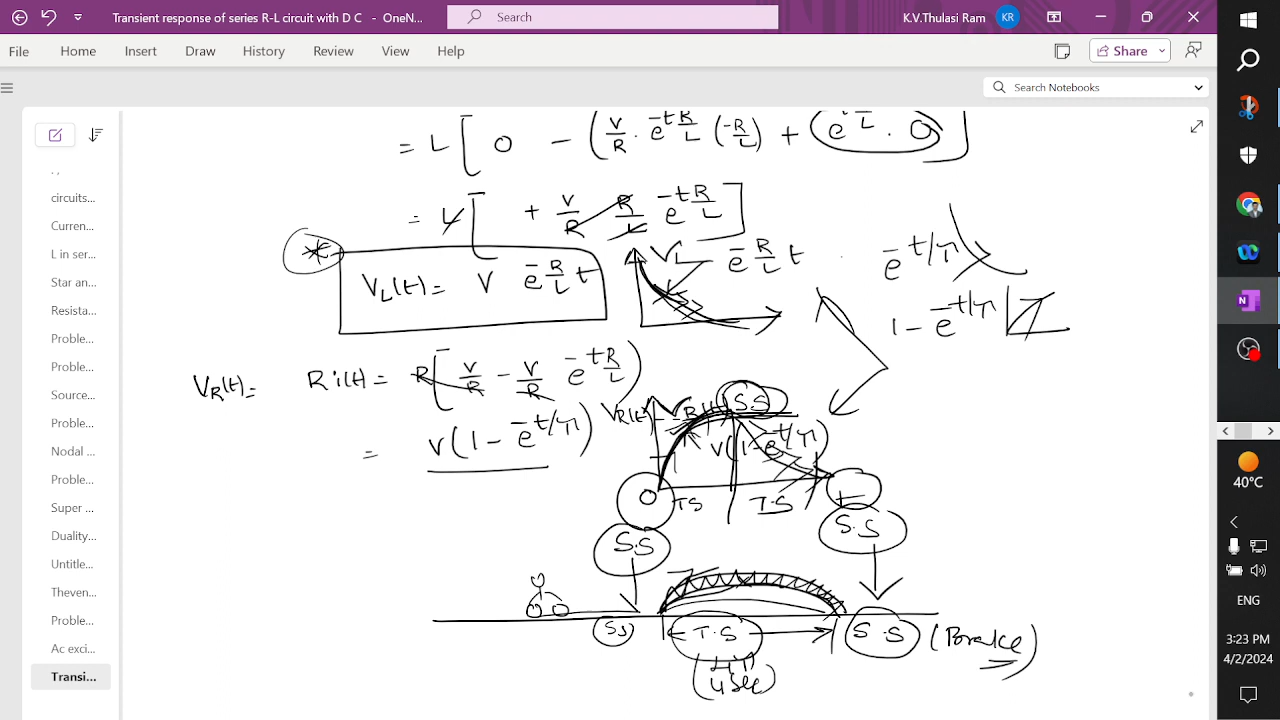 Transient response of series R-L circuit with D C - OneN...
Search
K.V.Thulasi Ram
KR
File Home Insert Draw History Review View Help
Share
Search Notebooks
circuits...
Curren...
L in ser...
Star an...
Resista...
Proble...
Proble...
Proble...
Source...
Proble...
Nodal ...
Proble...
Super ...
Duality...
Untitle...
Theven...
Proble...
Ac exci...
Transi...
= L [ 0 - ( V/R . e^-tR/L (-R/L) + ( . 0 ) ]
= L [ + V/R R/L e^-tR/L ]
* V_L(t) = V e^-R/L t
V_L
e^-R/L t
e^-t/τ
1 - e^-t/τ
V_R(t) = R i(t) = R [ V/R - V/R e^-tR/L )
= V(1 - e^-t/τ)
V_R(t)
S.S
V(1 - e^-t/τ)
0 TS T.S
S.S S.S
SS T.S S.S (Brake)
4 sec
40°C
ENG
3:23 PM
4/2/2024